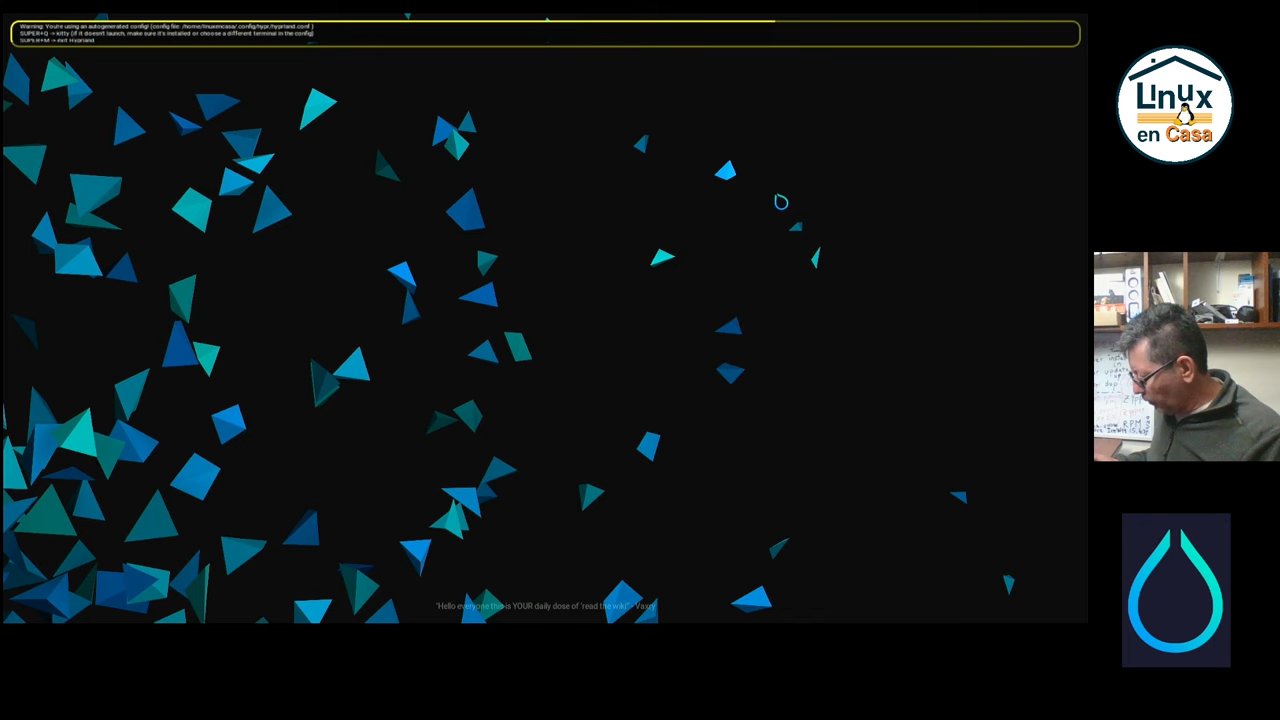 Warning: You're using an autogenerated config! (config file: /home/linuxencasa/.config/hypr/hyprland.conf )
SUPER+Q -> kitty (if it doesn't launch, make sure it's installed or choose a different terminal in the config)
SUPER+M -> exit Hyprland
Linux
en Casa
RPM
"Hello everyone this is YOUR daily dose of 'read the wiki'" - Vaxry